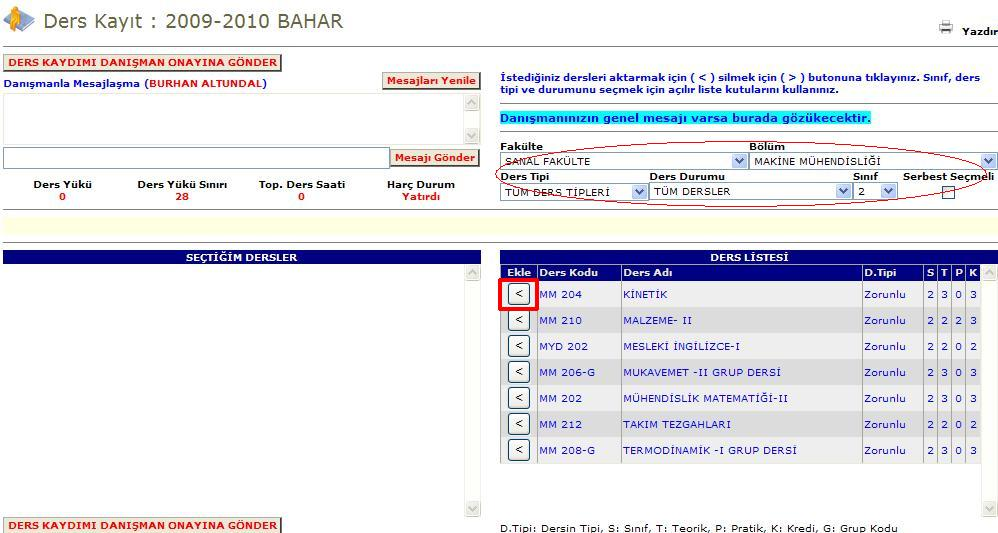 Ders Kayıt : 2009-2010 BAHAR
Yazdır
DERS KAYDIMI DANIŞMAN ONAYINA GÖNDER
Danışmanla Mesajlaşma (BURHAN ALTUNDAL)
Mesajları Yenile
Mesajı Gönder
Ders Yükü Ders Yükü Sınırı Top. Ders Saati Harç Durum
0 28 0 Yatırdı
İstediğiniz dersleri aktarmak için ( < ) silmek için ( > ) butonuna tıklayınız. Sınıf, ders
tipi ve durumunu seçmek için açılır liste kutularını kullanınız.
Danışmanınızın genel mesajı varsa burada gözükecektir.
Fakülte Bölüm
SANAL FAKÜLTE MAKİNE MÜHENDİSLİĞİ
Ders Tipi Ders Durumu Sınıf Serbest Seçmeli
TÜM DERS TİPLERİ TÜM DERSLER 2
SEÇTİĞİM DERSLER
DERS LİSTESİ
Ekle Ders Kodu Ders Adı D.Tipi S T P K
< MM 204 KİNETİK Zorunlu 2 3 0 3
< MM 210 MALZEME- II Zorunlu 2 2 2 3
< MYD 202 MESLEKİ İNGİLİZCE-I Zorunlu 2 2 0 2
< MM 206-G MUKAVEMET -II GRUP DERSİ Zorunlu 2 3 0 3
< MM 202 MÜHENDİSLİK MATEMATİĞİ-II Zorunlu 2 3 0 3
< MM 212 TAKIM TEZGAHLARI Zorunlu 2 2 0 2
< MM 208-G TERMODİNAMİK -I GRUP DERSİ Zorunlu 2 3 0 3
DERS KAYDIMI DANIŞMAN ONAYINA GÖNDER
D.Tipi: Dersin Tipi, S: Sınıf, T: Teorik, P: Pratik, K: Kredi, G: Grup Kodu